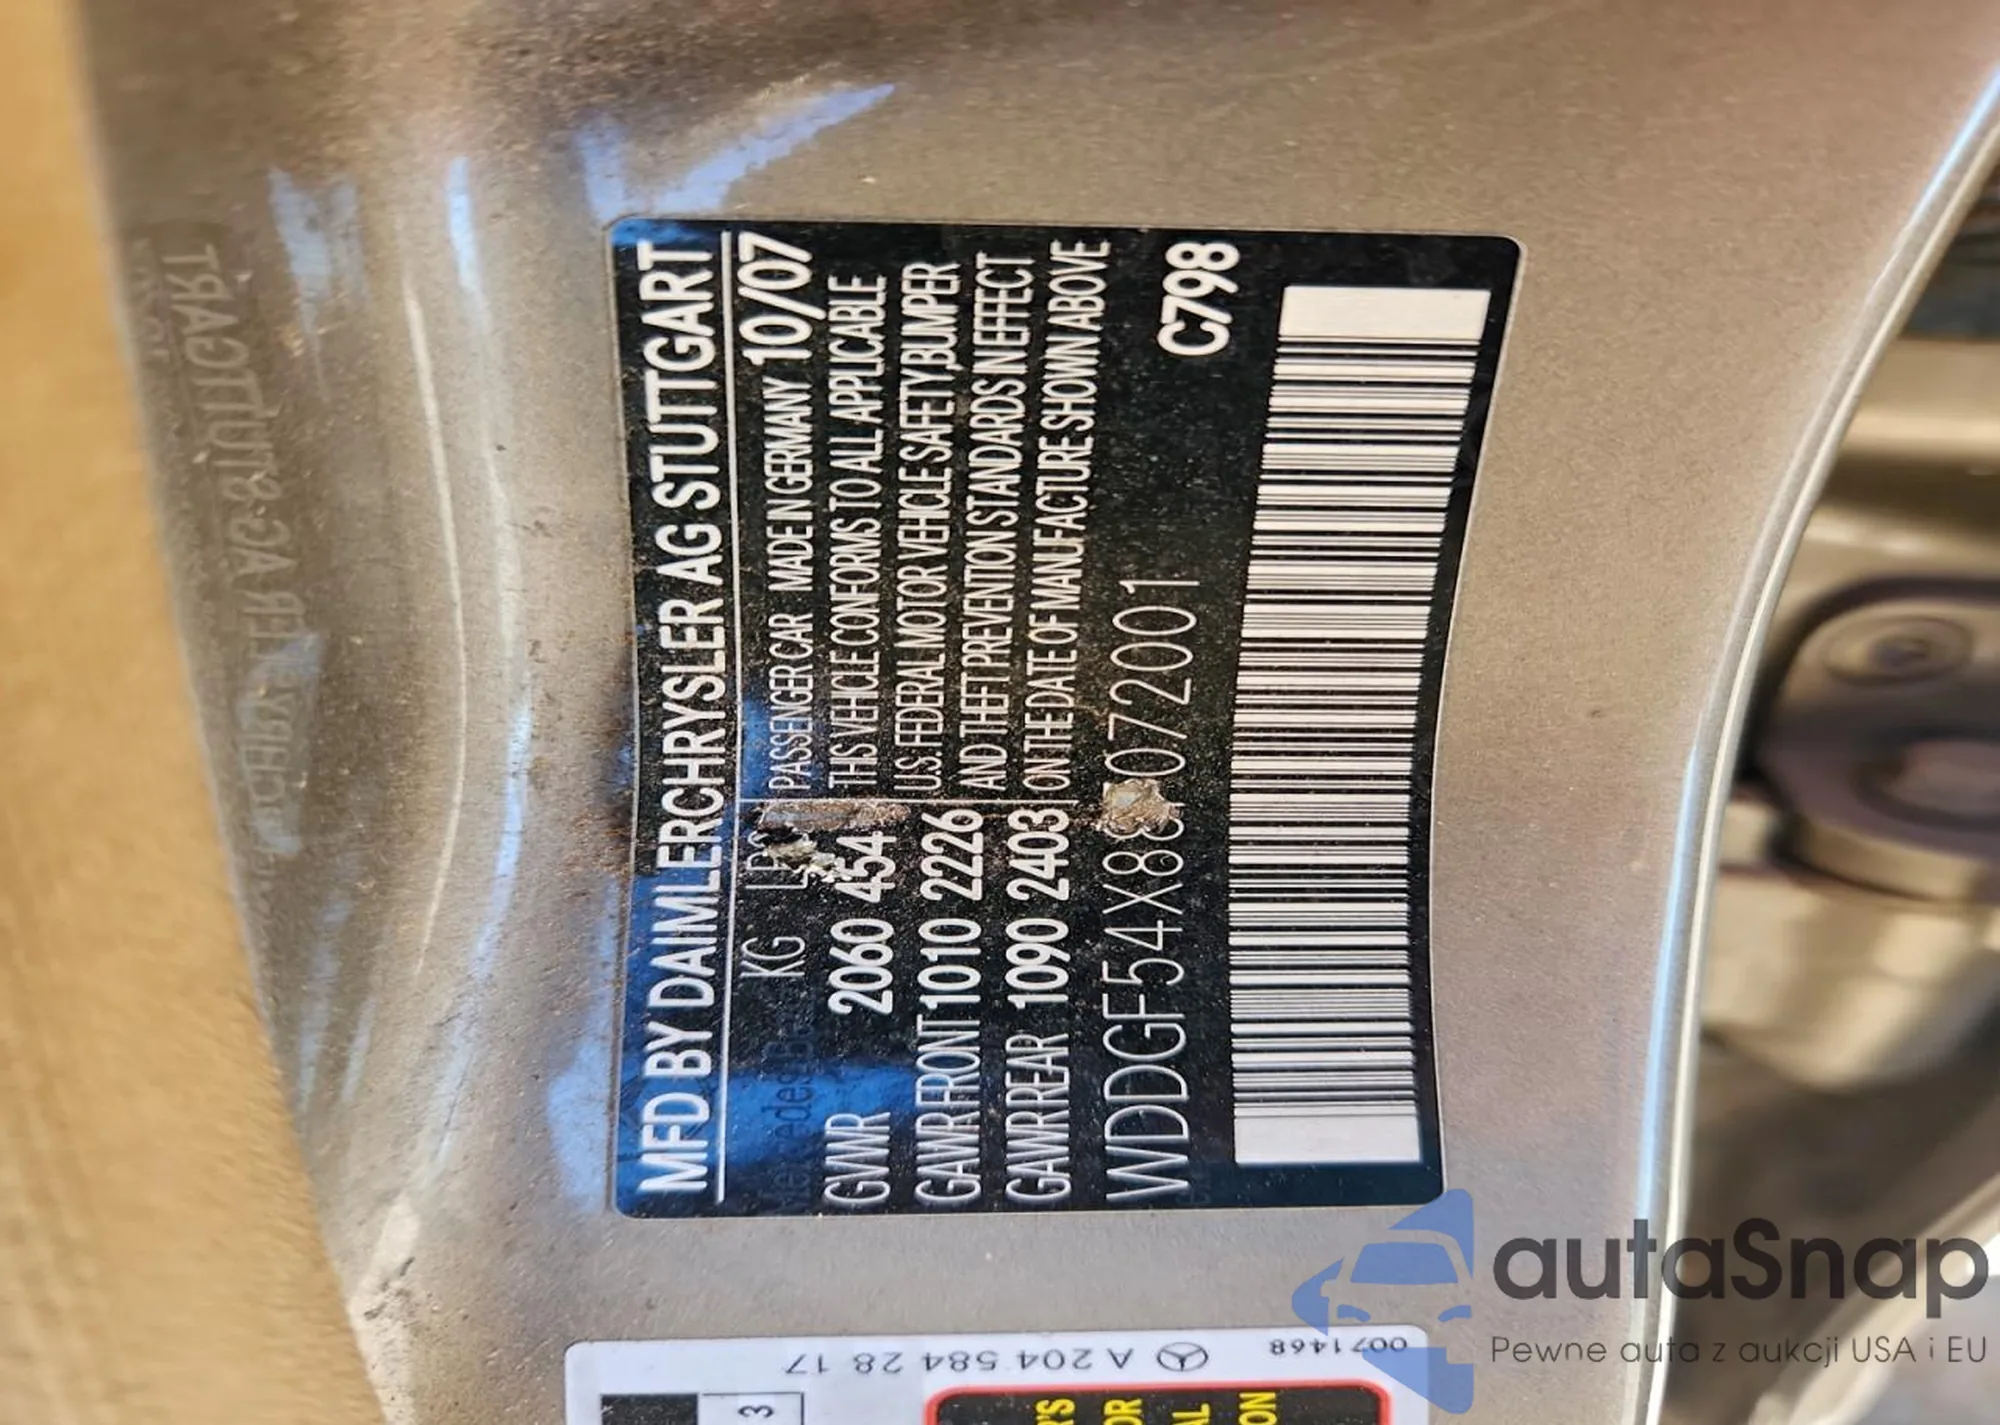 MFD BY DAIMLERCHRYSLER AG STUTTGART
KG
PASSENGER CAR MADE IN GERMANY 10/07
GVWR 2060 454
THIS VEHICLE CONFORMS TO ALL APPLICABLE
U.S. FEDERAL MOTOR VEHICLE SAFETY, BUMPER
GAWR FRONT 1010 2226
AND THEFT PREVENTION STANDARDS IN EFFECT
GAWR REAR 1090 2403
ON THE DATE OF MANUFACTURE SHOWN ABOVE
072001
C798
A 204 584 28 17
0071468
3
autaSnap
Pewne auta z aukcji USA i EU